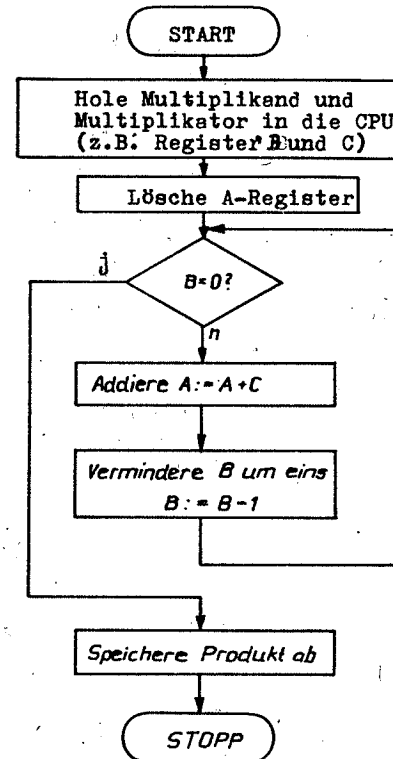 START
Hole Multiplikand und
Multiplikator in die CPU
(z.B. Register B und C)
Lösche A-Register
j
B=0?
n
Addiere A:=A+C
Vermindere B um eins
B:=B-1
Speichere Produkt ab
STOPP